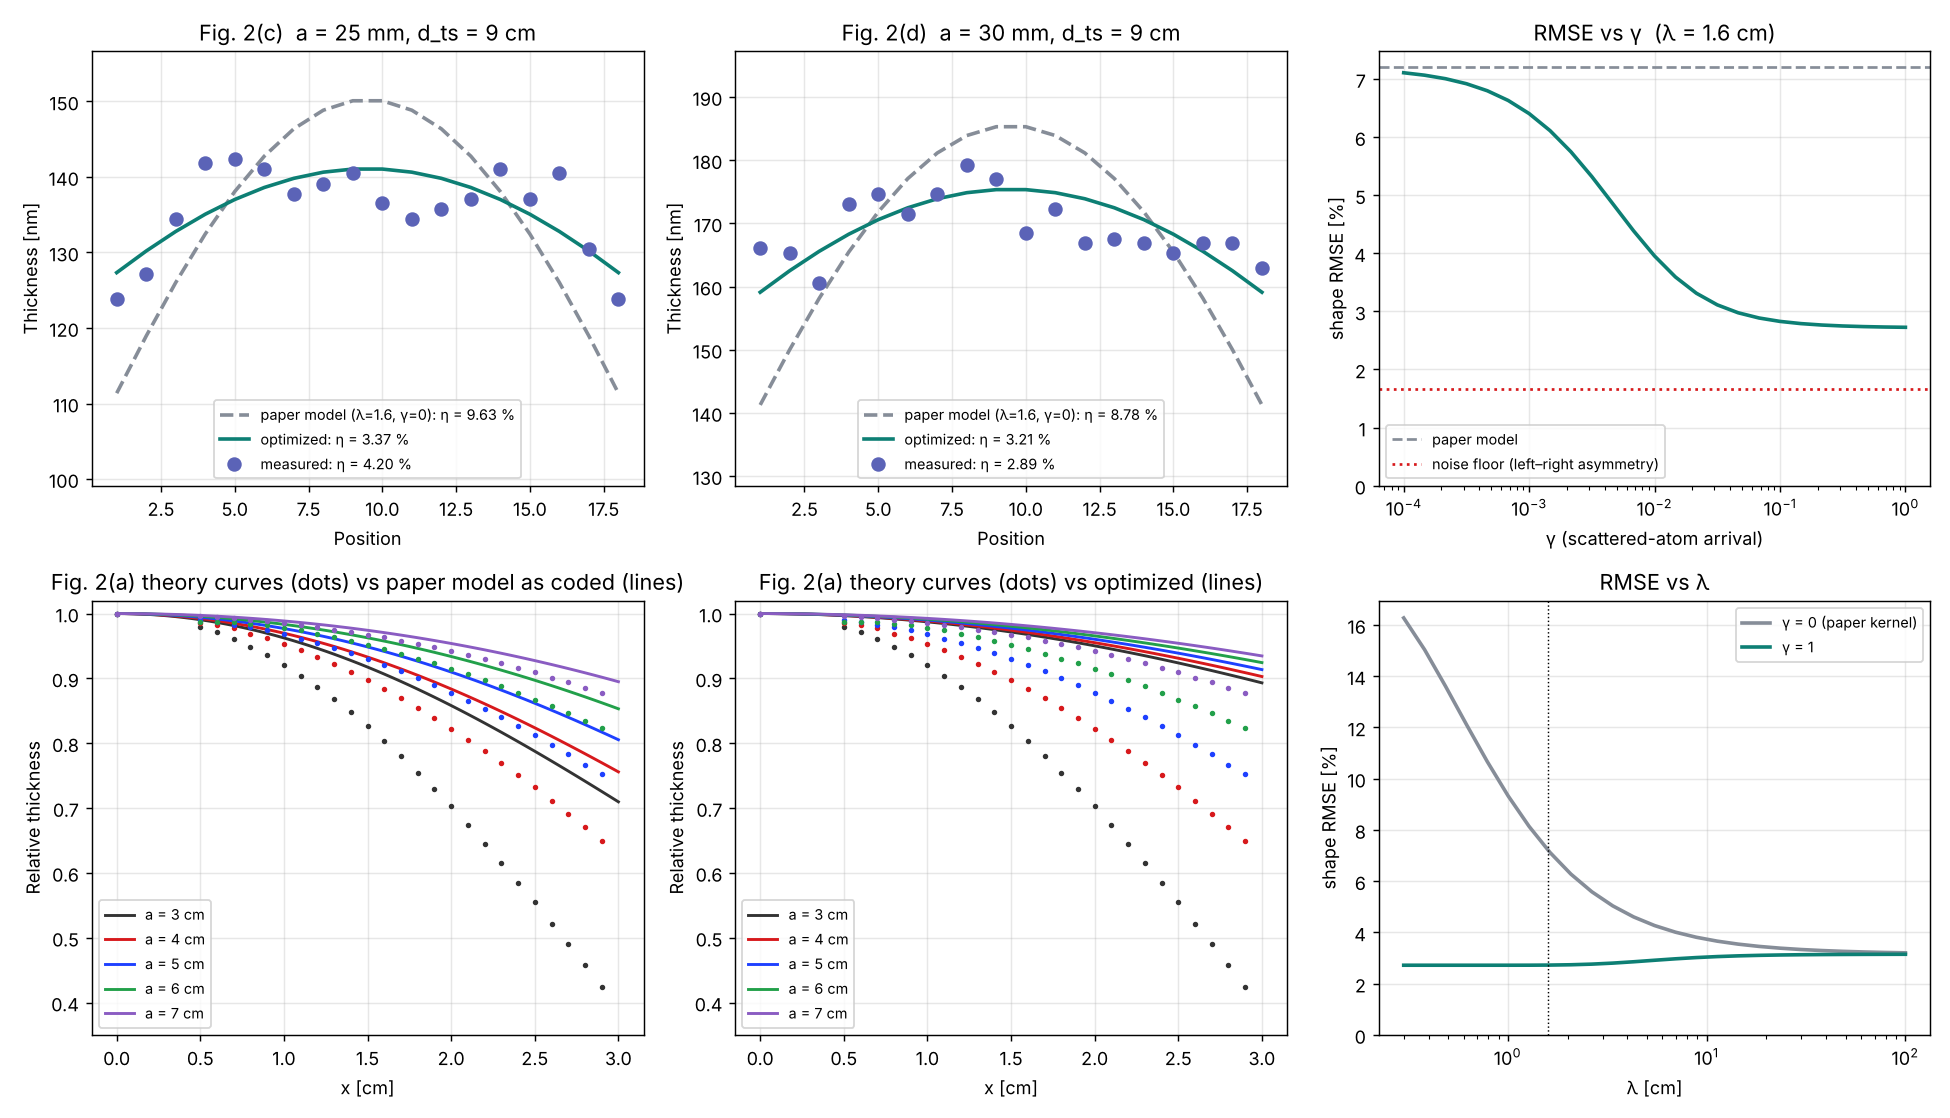 Fig. 2(c)  a = 25 mm, d_ts = 9 cm
Thickness [nm]
150
140
130
120
110
100
paper model (λ=1.6, γ=0): η = 9.63 %
optimized: η = 3.37 %
measured: η = 4.20 %
2.5 5.0 7.5 10.0 12.5 15.0 17.5
Position
Fig. 2(d)  a = 30 mm, d_ts = 9 cm
Thickness [nm]
190
180
170
160
150
140
130
paper model (λ=1.6, γ=0): η = 8.78 %
optimized: η = 3.21 %
measured: η = 2.89 %
2.5 5.0 7.5 10.0 12.5 15.0 17.5
Position
RMSE vs γ  (λ = 1.6 cm)
shape RMSE [%]
7
6
5
4
3
2
1
0
paper model
noise floor (left–right asymmetry)
10⁻⁴ 10⁻³ 10⁻² 10⁻¹ 10⁰
γ (scattered-atom arrival)
Fig. 2(a) theory curves (dots) vs paper model as coded (lines)
Relative thickness
1.0
0.9
0.8
0.7
0.6
0.5
0.4
a = 3 cm
a = 4 cm
a = 5 cm
a = 6 cm
a = 7 cm
0.0 0.5 1.0 1.5 2.0 2.5 3.0
x [cm]
Fig. 2(a) theory curves (dots) vs optimized (lines)
Relative thickness
1.0
0.9
0.8
0.7
0.6
0.5
0.4
a = 3 cm
a = 4 cm
a = 5 cm
a = 6 cm
a = 7 cm
0.0 0.5 1.0 1.5 2.0 2.5 3.0
x [cm]
RMSE vs λ
shape RMSE [%]
16
14
12
10
8
6
4
2
0
γ = 0 (paper kernel)
γ = 1
10⁰ 10¹ 10²
λ [cm]